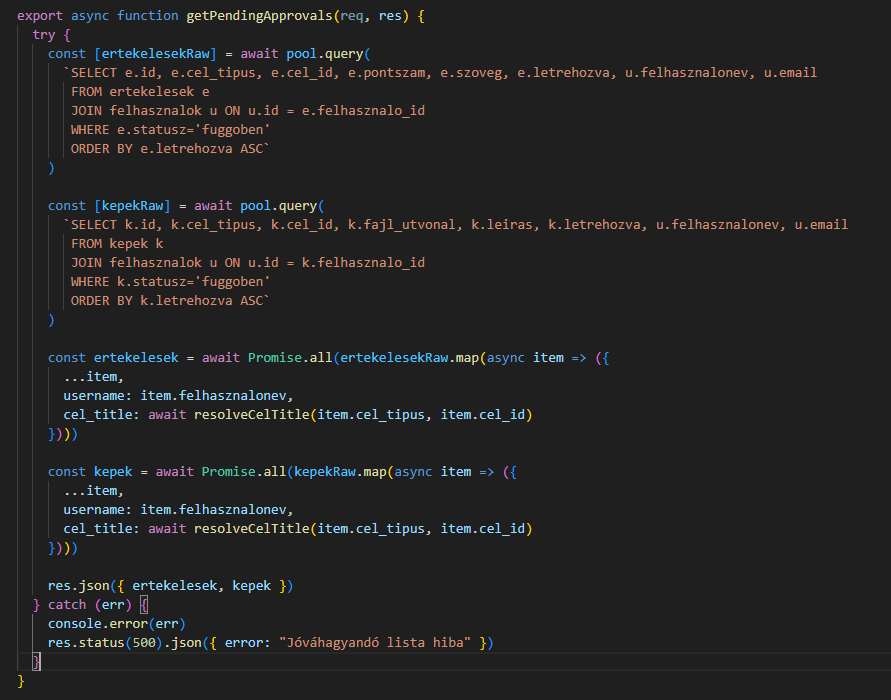 export async function getPendingApprovals(req, res) {
  try {
    const [ertekelesekRaw] = await pool.query(
      `SELECT e.id, e.cel_tipus, e.cel_id, e.pontszam, e.szoveg, e.letrehozva, u.felhasznalonev, u.email
       FROM ertekelesek e
       JOIN felhasznalok u ON u.id = e.felhasznalo_id
       WHERE e.statusz='fuggoben'
       ORDER BY e.letrehozva ASC`
    )

    const [kepekRaw] = await pool.query(
      `SELECT k.id, k.cel_tipus, k.cel_id, k.fajl_utvonal, k.leiras, k.letrehozva, u.felhasznalonev, u.email
       FROM kepek k
       JOIN felhasznalok u ON u.id = k.felhasznalo_id
       WHERE k.statusz='fuggoben'
       ORDER BY k.letrehozva ASC`
    )

    const ertekelesek = await Promise.all(ertekelesekRaw.map(async item => ({
      ...item,
      username: item.felhasznalonev,
      cel_title: await resolveCelTitle(item.cel_tipus, item.cel_id)
    })))

    const kepek = await Promise.all(kepekRaw.map(async item => ({
      ...item,
      username: item.felhasznalonev,
      cel_title: await resolveCelTitle(item.cel_tipus, item.cel_id)
    })))

    res.json({ ertekelesek, kepek })
  } catch (err) {
    console.error(err)
    res.status(500).json({ error: "Jóváhagyandó lista hiba" })
  }
}